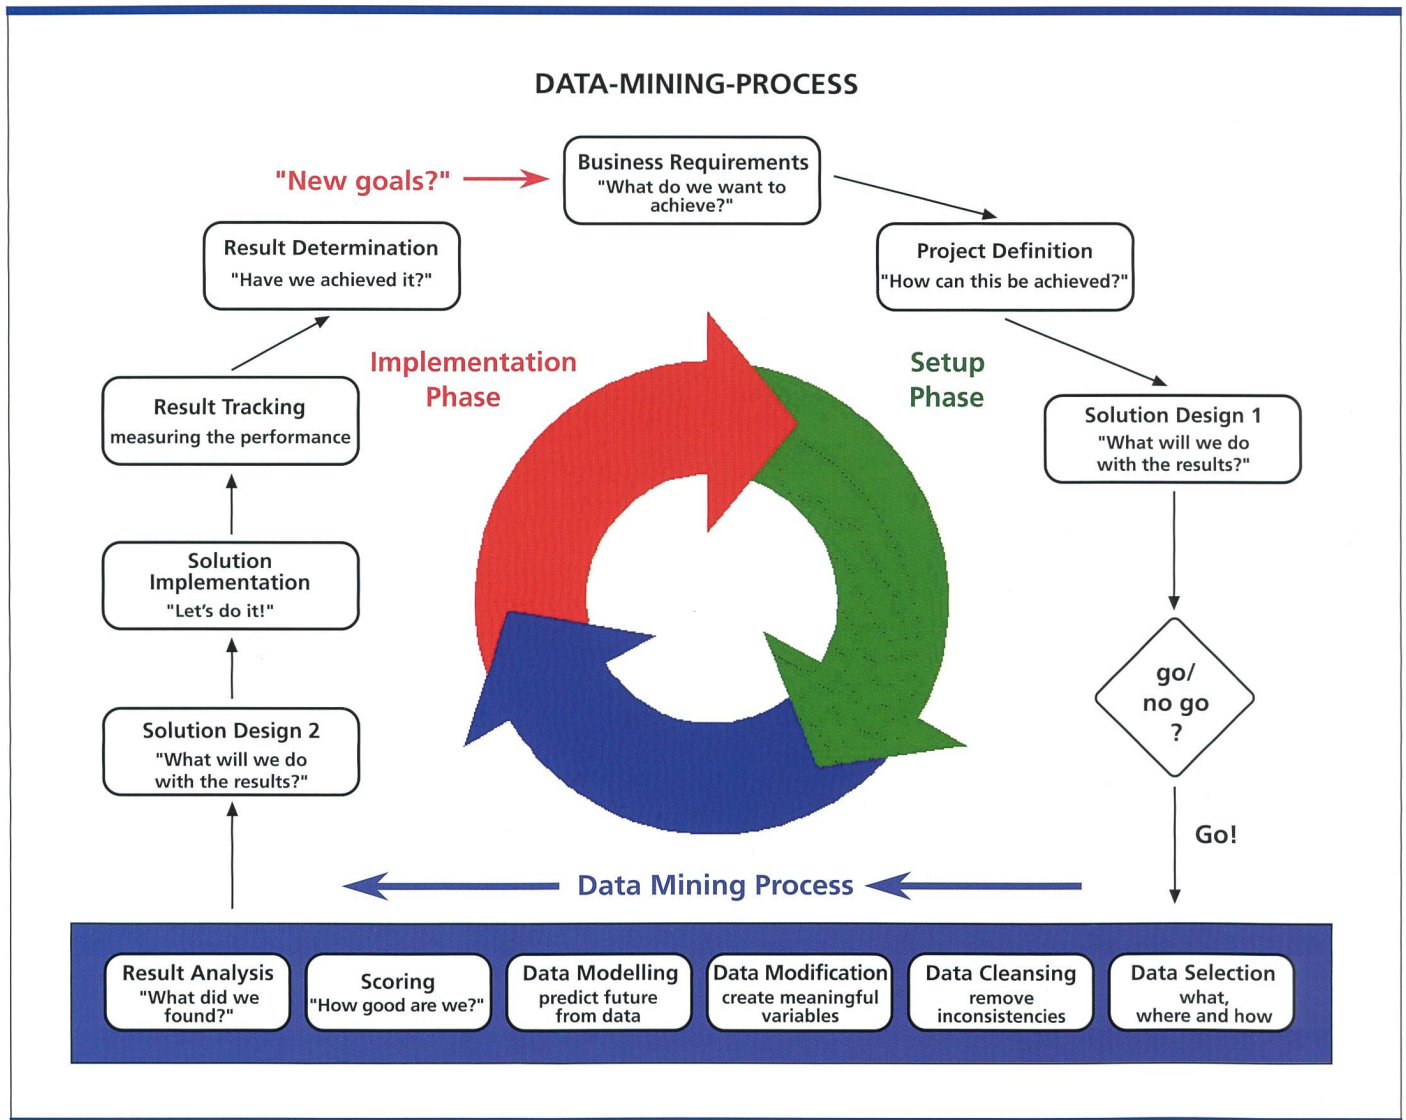 DATA-MINING-PROCESS
"New goals?"
Business Requirements
"What do we want to
achieve?"
Result Determination
"Have we achieved it?"
Project Definition
"How can this be achieved?"
Implementation
Phase
Setup
Phase
Result Tracking
measuring the performance
Solution Design 1
"What will we do
with the results?"
Solution
Implementation
"Let's do it!"
go/
no go
?
Solution Design 2
"What will we do
with the results?"
Go!
Data Mining Process
Result Analysis
"What did we
found?"
Scoring
"How good are we?"
Data Modelling
predict future
from data
Data Modification
create meaningful
variables
Data Cleansing
remove
inconsistencies
Data Selection
what,
where and how